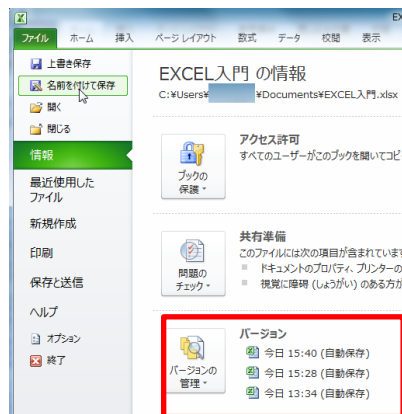 EX
ファイル ホーム 挿入 ページレイアウト 数式 データ 校閲 表示
上書き保存
名前を付けて保存
開く
閉じる
情報
最近使用した
ファイル
新規作成
印刷
保存と送信
ヘルプ
オプション
終了
EXCEL入門 の情報
C:¥Users¥ ¥Documents¥EXCEL入門.xlsx
ブックの
保護
アクセス許可
すべてのユーザーがこのブックを開いてコピ
問題の
チェック
共有準備
このファイルには次の項目が含まれています
ドキュメントのプロパティ、プリンターの
視覚に障碍 (しょうがい) のある方が
バージョンの
管理
バージョン
今日 15:40 (自動保存)
今日 15:28 (自動保存)
今日 13:34 (自動保存)